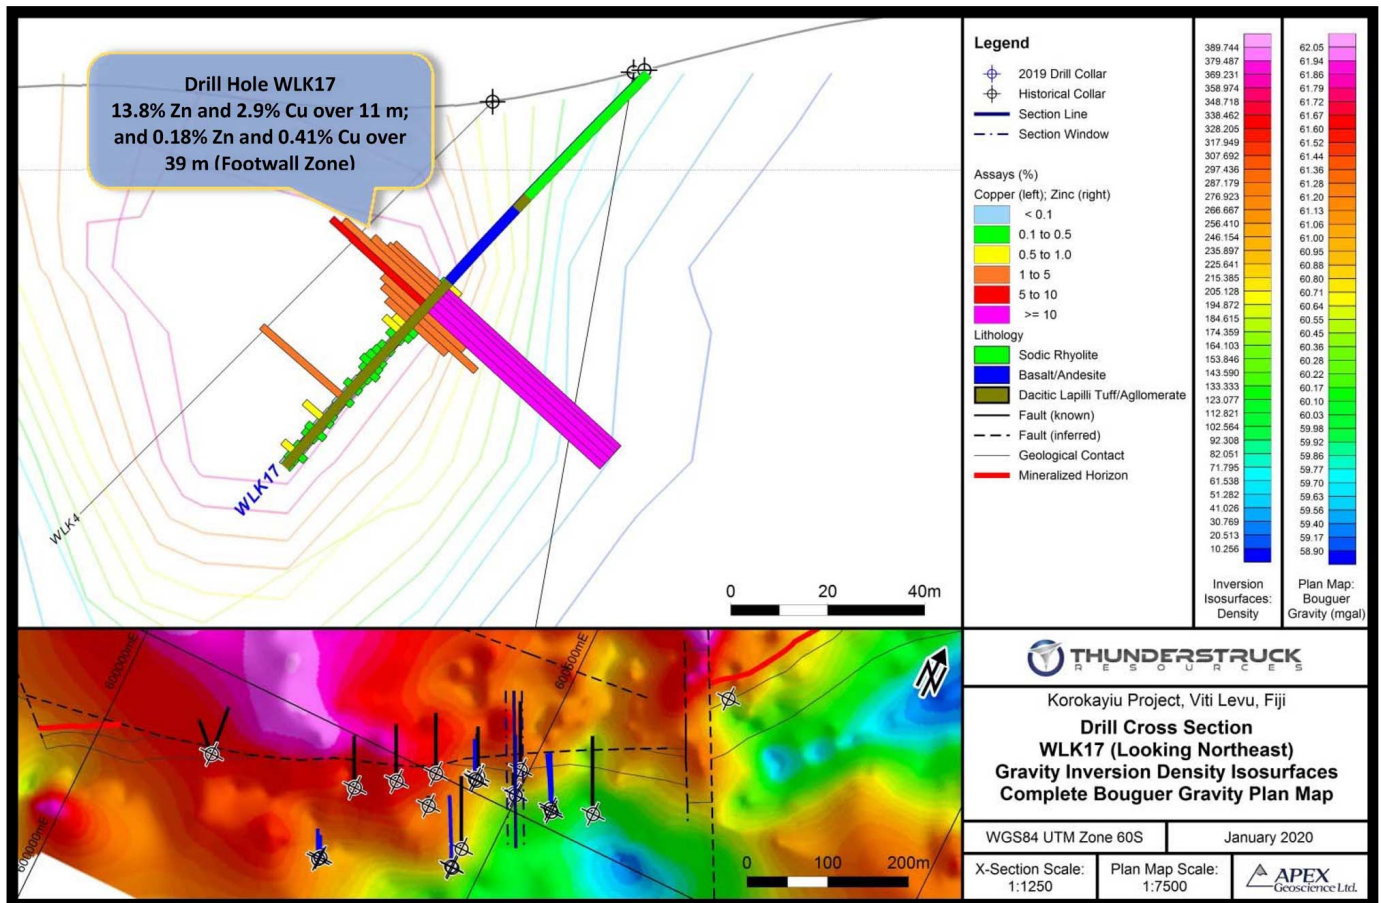 Drill Hole WLK17
13.8% Zn and 2.9% Cu over 11 m;
and 0.18% Zn and 0.41% Cu over
39 m (Footwall Zone)
WLK17
WLK4
0 20 40m
Legend
2019 Drill Collar
Historical Collar
Section Line
Section Window
Assays (%)
Copper (left); Zinc (right)
< 0.1
0.1 to 0.5
0.5 to 1.0
1 to 5
5 to 10
>= 10
Lithology
Sodic Rhyolite
Basalt/Andesite
Dacitic Lapilli Tuff/Agllomerate
Fault (known)
Fault (inferred)
Geological Contact
Mineralized Horizon
389.744
379.487
369.231
358.974
348.718
338.462
328.205
317.949
307.692
297.436
287.179
276.923
266.667
256.410
246.154
235.897
225.641
215.385
205.128
194.872
184.615
174.359
164.103
153.846
143.590
133.333
123.077
112.821
102.564
92.308
82.051
71.795
61.538
51.282
41.026
30.769
20.513
10.256
Inversion
Isosurfaces:
Density
62.05
61.94
61.86
61.79
61.72
61.67
61.60
61.52
61.44
61.36
61.28
61.20
61.13
61.06
61.00
60.95
60.88
60.80
60.71
60.64
60.55
60.45
60.36
60.28
60.22
60.17
60.10
60.03
59.98
59.92
59.86
59.77
59.70
59.63
59.56
59.40
59.17
58.90
Plan Map:
Bouguer
Gravity (mgal)
600000mE
600500mE
600000mE
N
0 100 200m
THUNDERSTRUCK
RESOURCES
Korokayiu Project, Viti Levu, Fiji
Drill Cross Section
WLK17 (Looking Northeast)
Gravity Inversion Density Isosurfaces
Complete Bouguer Gravity Plan Map
WGS84 UTM Zone 60S
January 2020
X-Section Scale:
1:1250
Plan Map Scale:
1:7500
APEX
Geoscience Ltd.